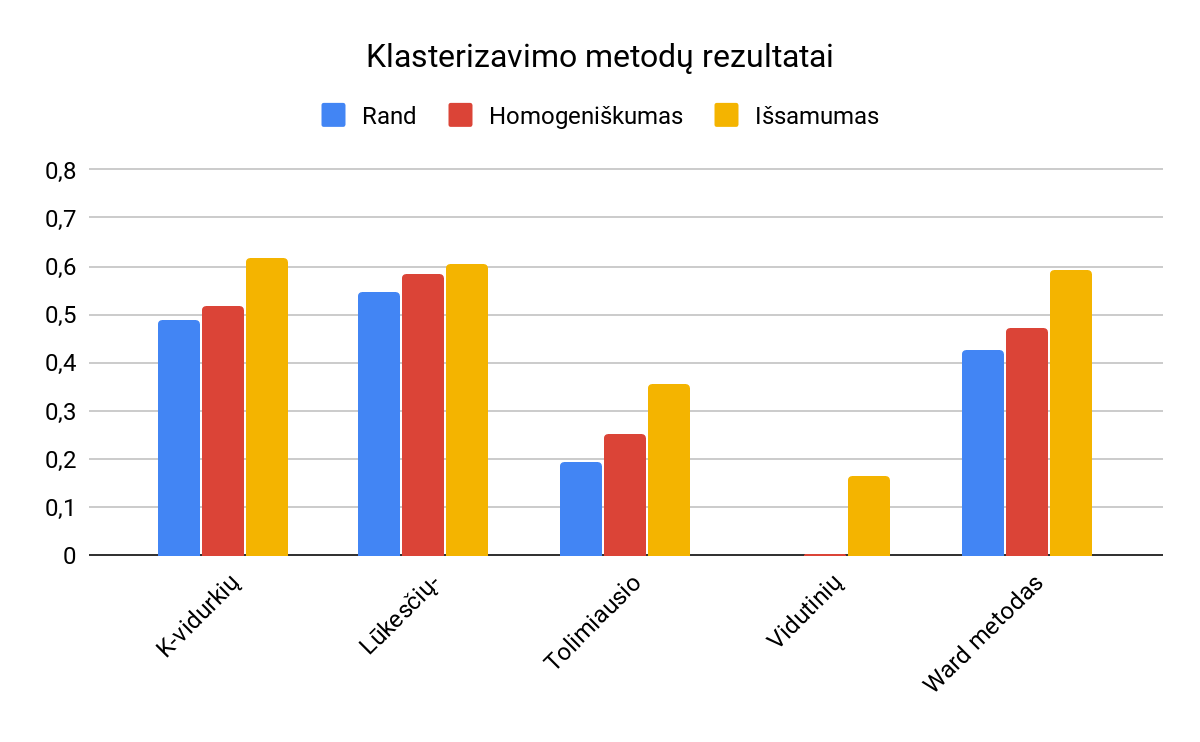 Klasterizavimo metodų rezultatai
Rand Homogeniškumas Išsamumas
0,8
0,7
0,6
0,5
0,4
0,3
0,2
0,1
0
K-vidurkių
Lūkesčių-
Tolimiausio
Vidutinių
Ward metodas